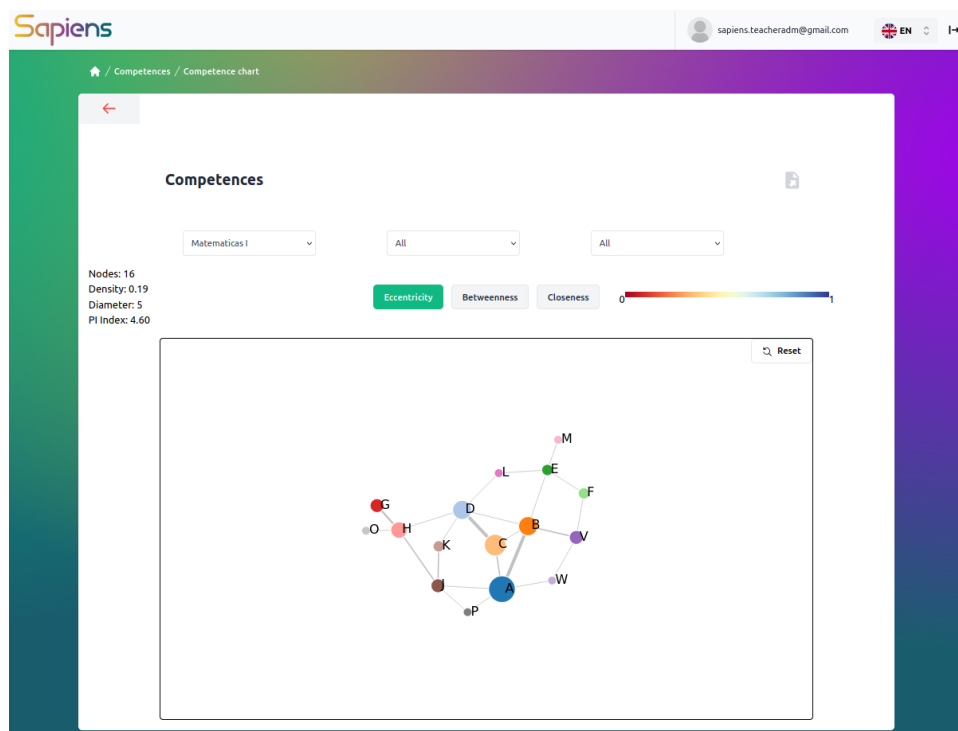 Sapiens
sapiens.teacheradm@gmail.com
EN
/ Competences / Competence chart
Competences
Matematicas I
All
All
Nodes: 16
Density: 0.19
Diameter: 5
PI Index: 4.60
Eccentricity
Betweenness
Closeness
0
1
Reset
M
L
E
F
G
D
B
O
H
K
C
V
J
A
W
P